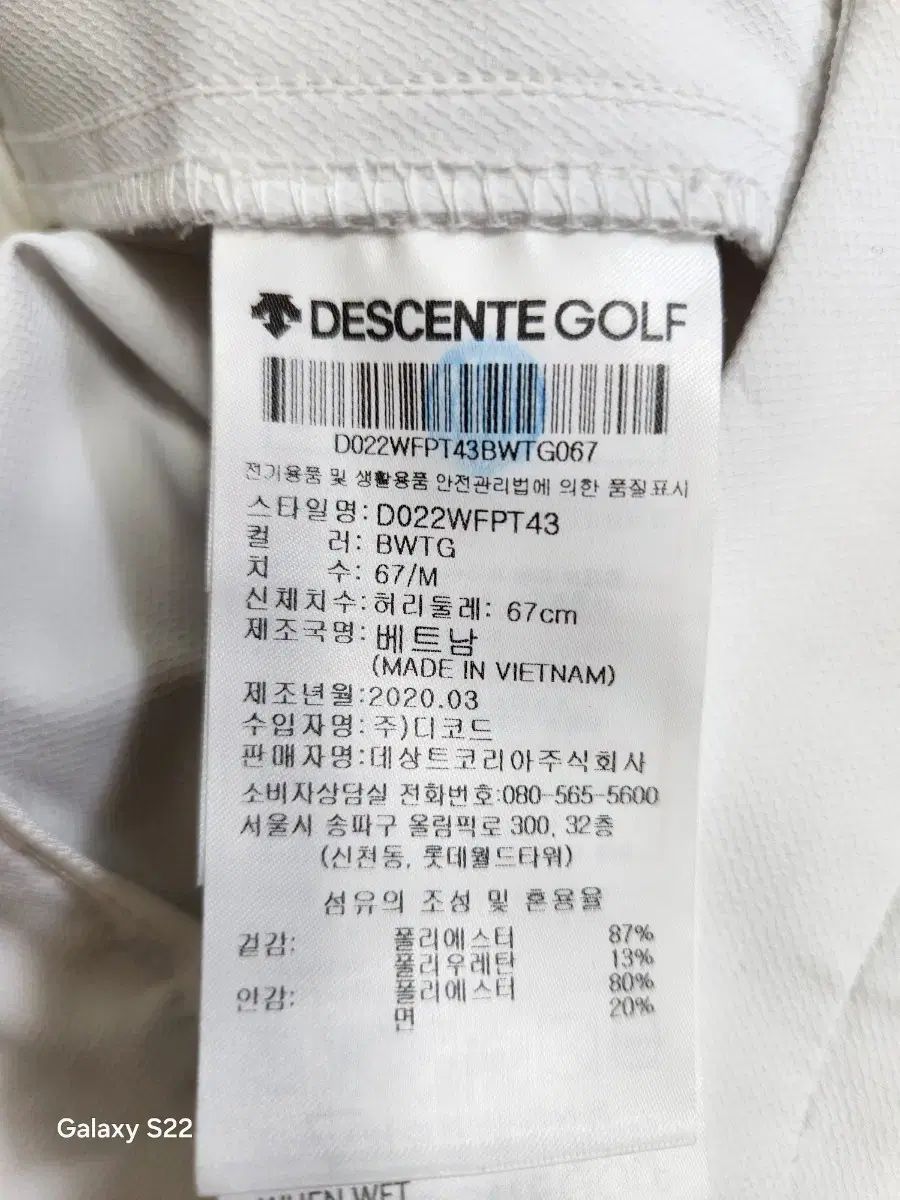 DESCENTE GOLF
D022WFPT43BWTG067
전기용품 및 생활용품 안전관리법에 의한 품질표시
스타일명: D022WFPT43
컬 러: BWTG
치 수: 67/M
신체치수: 허리둘레: 67cm
제조국명: 베트남
(MADE IN VIETNAM)
제조년월: 2020.03
수입자명: 주)디코드
판매자명: 데상트코리아주식회사
소비자상담실 전화번호:080-565-5600
서울시 송파구 올림픽로 300, 32층
(신천동, 롯데월드타워)
섬유의 조성 및 혼용율
겉감: 폴리에스터 87%
폴리우레탄 13%
안감: 폴리에스터 80%
면 20%
WHEN WET
Galaxy S22